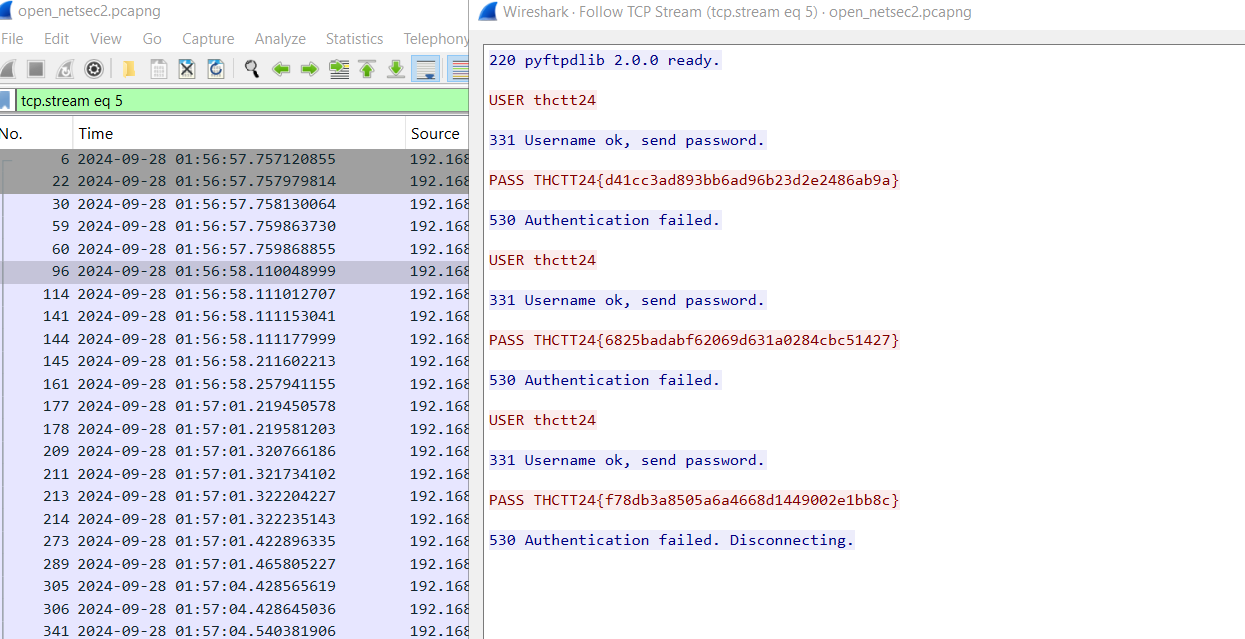 open_netsec2.pcapng
File Edit View Go Capture Analyze Statistics Telephony
tcp.stream eq 5
No. Time Source
6 2024-09-28 01:56:57.757120855 192.168
22 2024-09-28 01:56:57.757979814 192.168
30 2024-09-28 01:56:57.758130064 192.168
59 2024-09-28 01:56:57.759863730 192.168
60 2024-09-28 01:56:57.759868855 192.168
96 2024-09-28 01:56:58.110048999 192.168
114 2024-09-28 01:56:58.111012707 192.168
141 2024-09-28 01:56:58.111153041 192.168
144 2024-09-28 01:56:58.111177999 192.168
145 2024-09-28 01:56:58.211602213 192.168
161 2024-09-28 01:56:58.257941155 192.168
177 2024-09-28 01:57:01.219450578 192.168
178 2024-09-28 01:57:01.219581203 192.168
209 2024-09-28 01:57:01.320766186 192.168
211 2024-09-28 01:57:01.321734102 192.168
213 2024-09-28 01:57:01.322204227 192.168
214 2024-09-28 01:57:01.322235143 192.168
273 2024-09-28 01:57:01.422896335 192.168
289 2024-09-28 01:57:01.465805227 192.168
305 2024-09-28 01:57:04.428565619 192.168
306 2024-09-28 01:57:04.428645036 192.168
341 2024-09-28 01:57:04.540381906 192.168
Wireshark · Follow TCP Stream (tcp.stream eq 5) · open_netsec2.pcapng
220 pyftpdlib 2.0.0 ready.
USER thctt24
331 Username ok, send password.
PASS THCTT24{d41cc3ad893bb6ad96b23d2e2486ab9a}
530 Authentication failed.
USER thctt24
331 Username ok, send password.
PASS THCTT24{6825badabf62069d631a0284cbc51427}
530 Authentication failed.
USER thctt24
331 Username ok, send password.
PASS THCTT24{f78db3a8505a6a4668d1449002e1bb8c}
530 Authentication failed. Disconnecting.